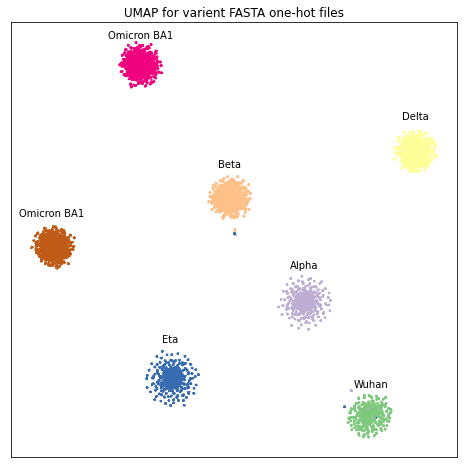 UMAP for varient FASTA one-hot files
Omicron BA1
Delta
Beta
Omicron BA1
Alpha
Eta
Wuhan